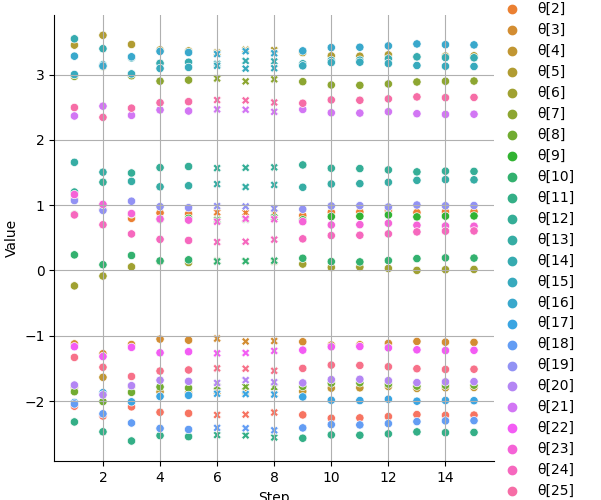 3
2
1
0
−1
−2
Value
2
4
6
8
10
12
14
Step
θ[2]
θ[3]
θ[4]
θ[5]
θ[6]
θ[7]
θ[8]
θ[9]
θ[10]
θ[11]
θ[12]
θ[13]
θ[14]
θ[15]
θ[16]
θ[17]
θ[18]
θ[19]
θ[20]
θ[21]
θ[22]
θ[23]
θ[24]
θ[25]